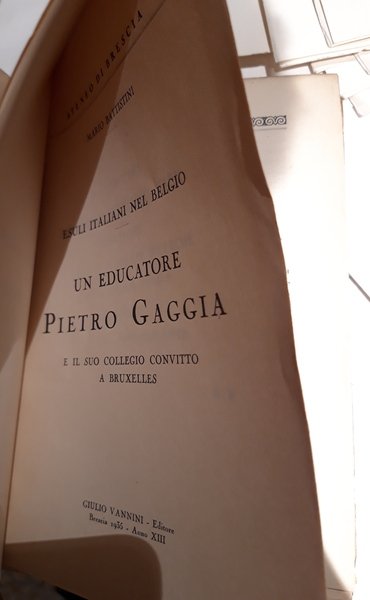 ATENEO DI BRESCIA
MARIO BATTISTINI
ESULI ITALIANI NEL BELGIO
UN EDUCATORE
PIETRO GAGGIA
E IL SUO COLLEGIO CONVITTO
A BRUXELLES
GIULIO VANNINI - Editore
Brescia 1935 - Anno XIII